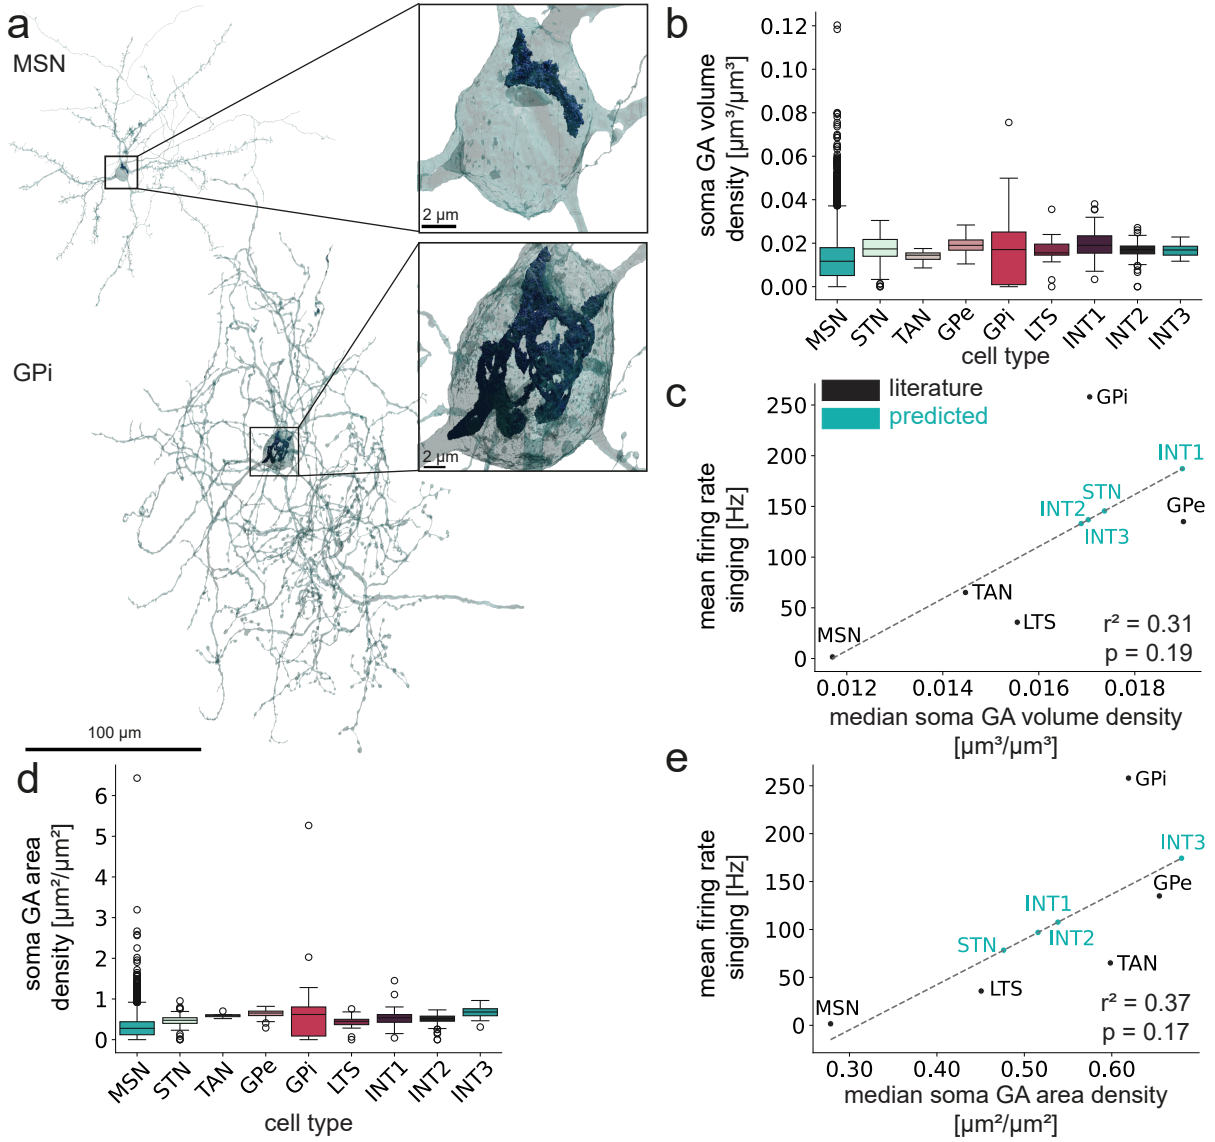 a
MSN
2 µm
GPi
2 µm
100 µm
b
soma GA volume
density [µm³/µm³]
0.12
0.10
0.08
0.06
0.04
0.02
0.00
MSN
STN
TAN
GPe
GPi
LTS
INT1
INT2
INT3
cell type
c
literature
predicted
mean firing rate
singing [Hz]
250
200
150
100
50
0
GPi
INT1
STN
GPe
INT2
INT3
TAN
LTS
MSN
r² = 0.31
p = 0.19
0.012 0.014 0.016 0.018
median soma GA volume density
[µm³/µm³]
d
soma GA area
density [µm²/µm²]
6
5
4
3
2
1
0
MSN
STN
TAN
GPe
GPi
LTS
INT1
INT2
INT3
cell type
e
mean firing rate
singing [Hz]
250
200
150
100
50
0
GPi
INT3
GPe
INT1
STN
INT2
TAN
LTS
MSN
r² = 0.37
p = 0.17
0.30 0.40 0.50 0.60
median soma GA area density
[µm²/µm²]